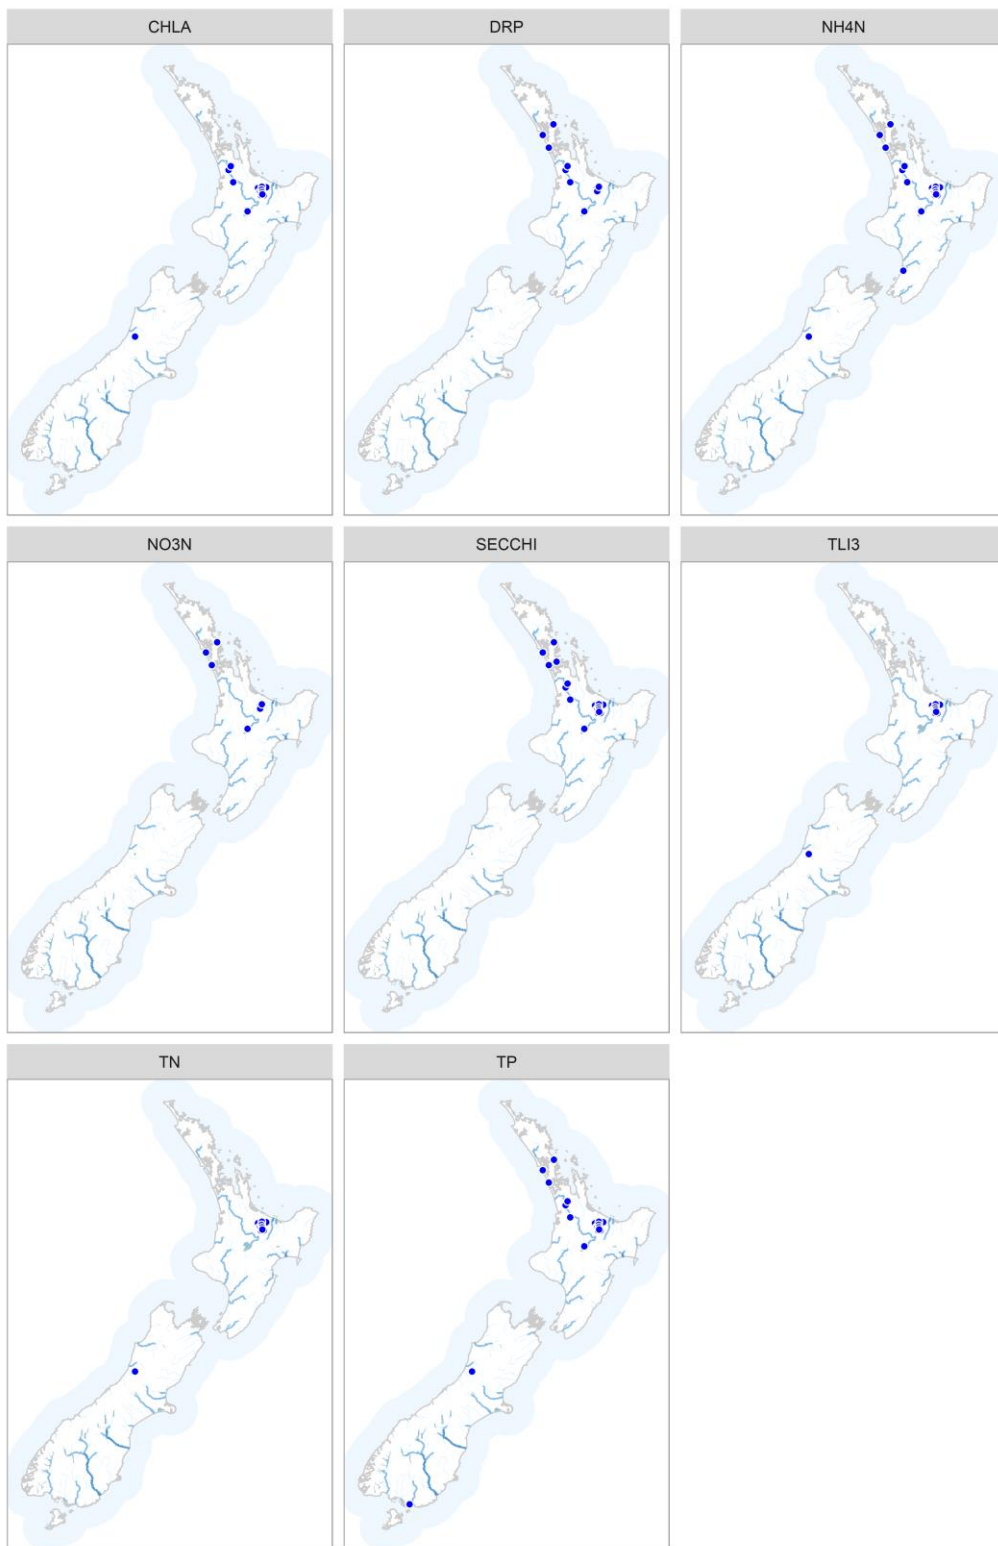 CHLA
DRP
NH4N
NO3N
SECCHI
TLI3
TN
TP